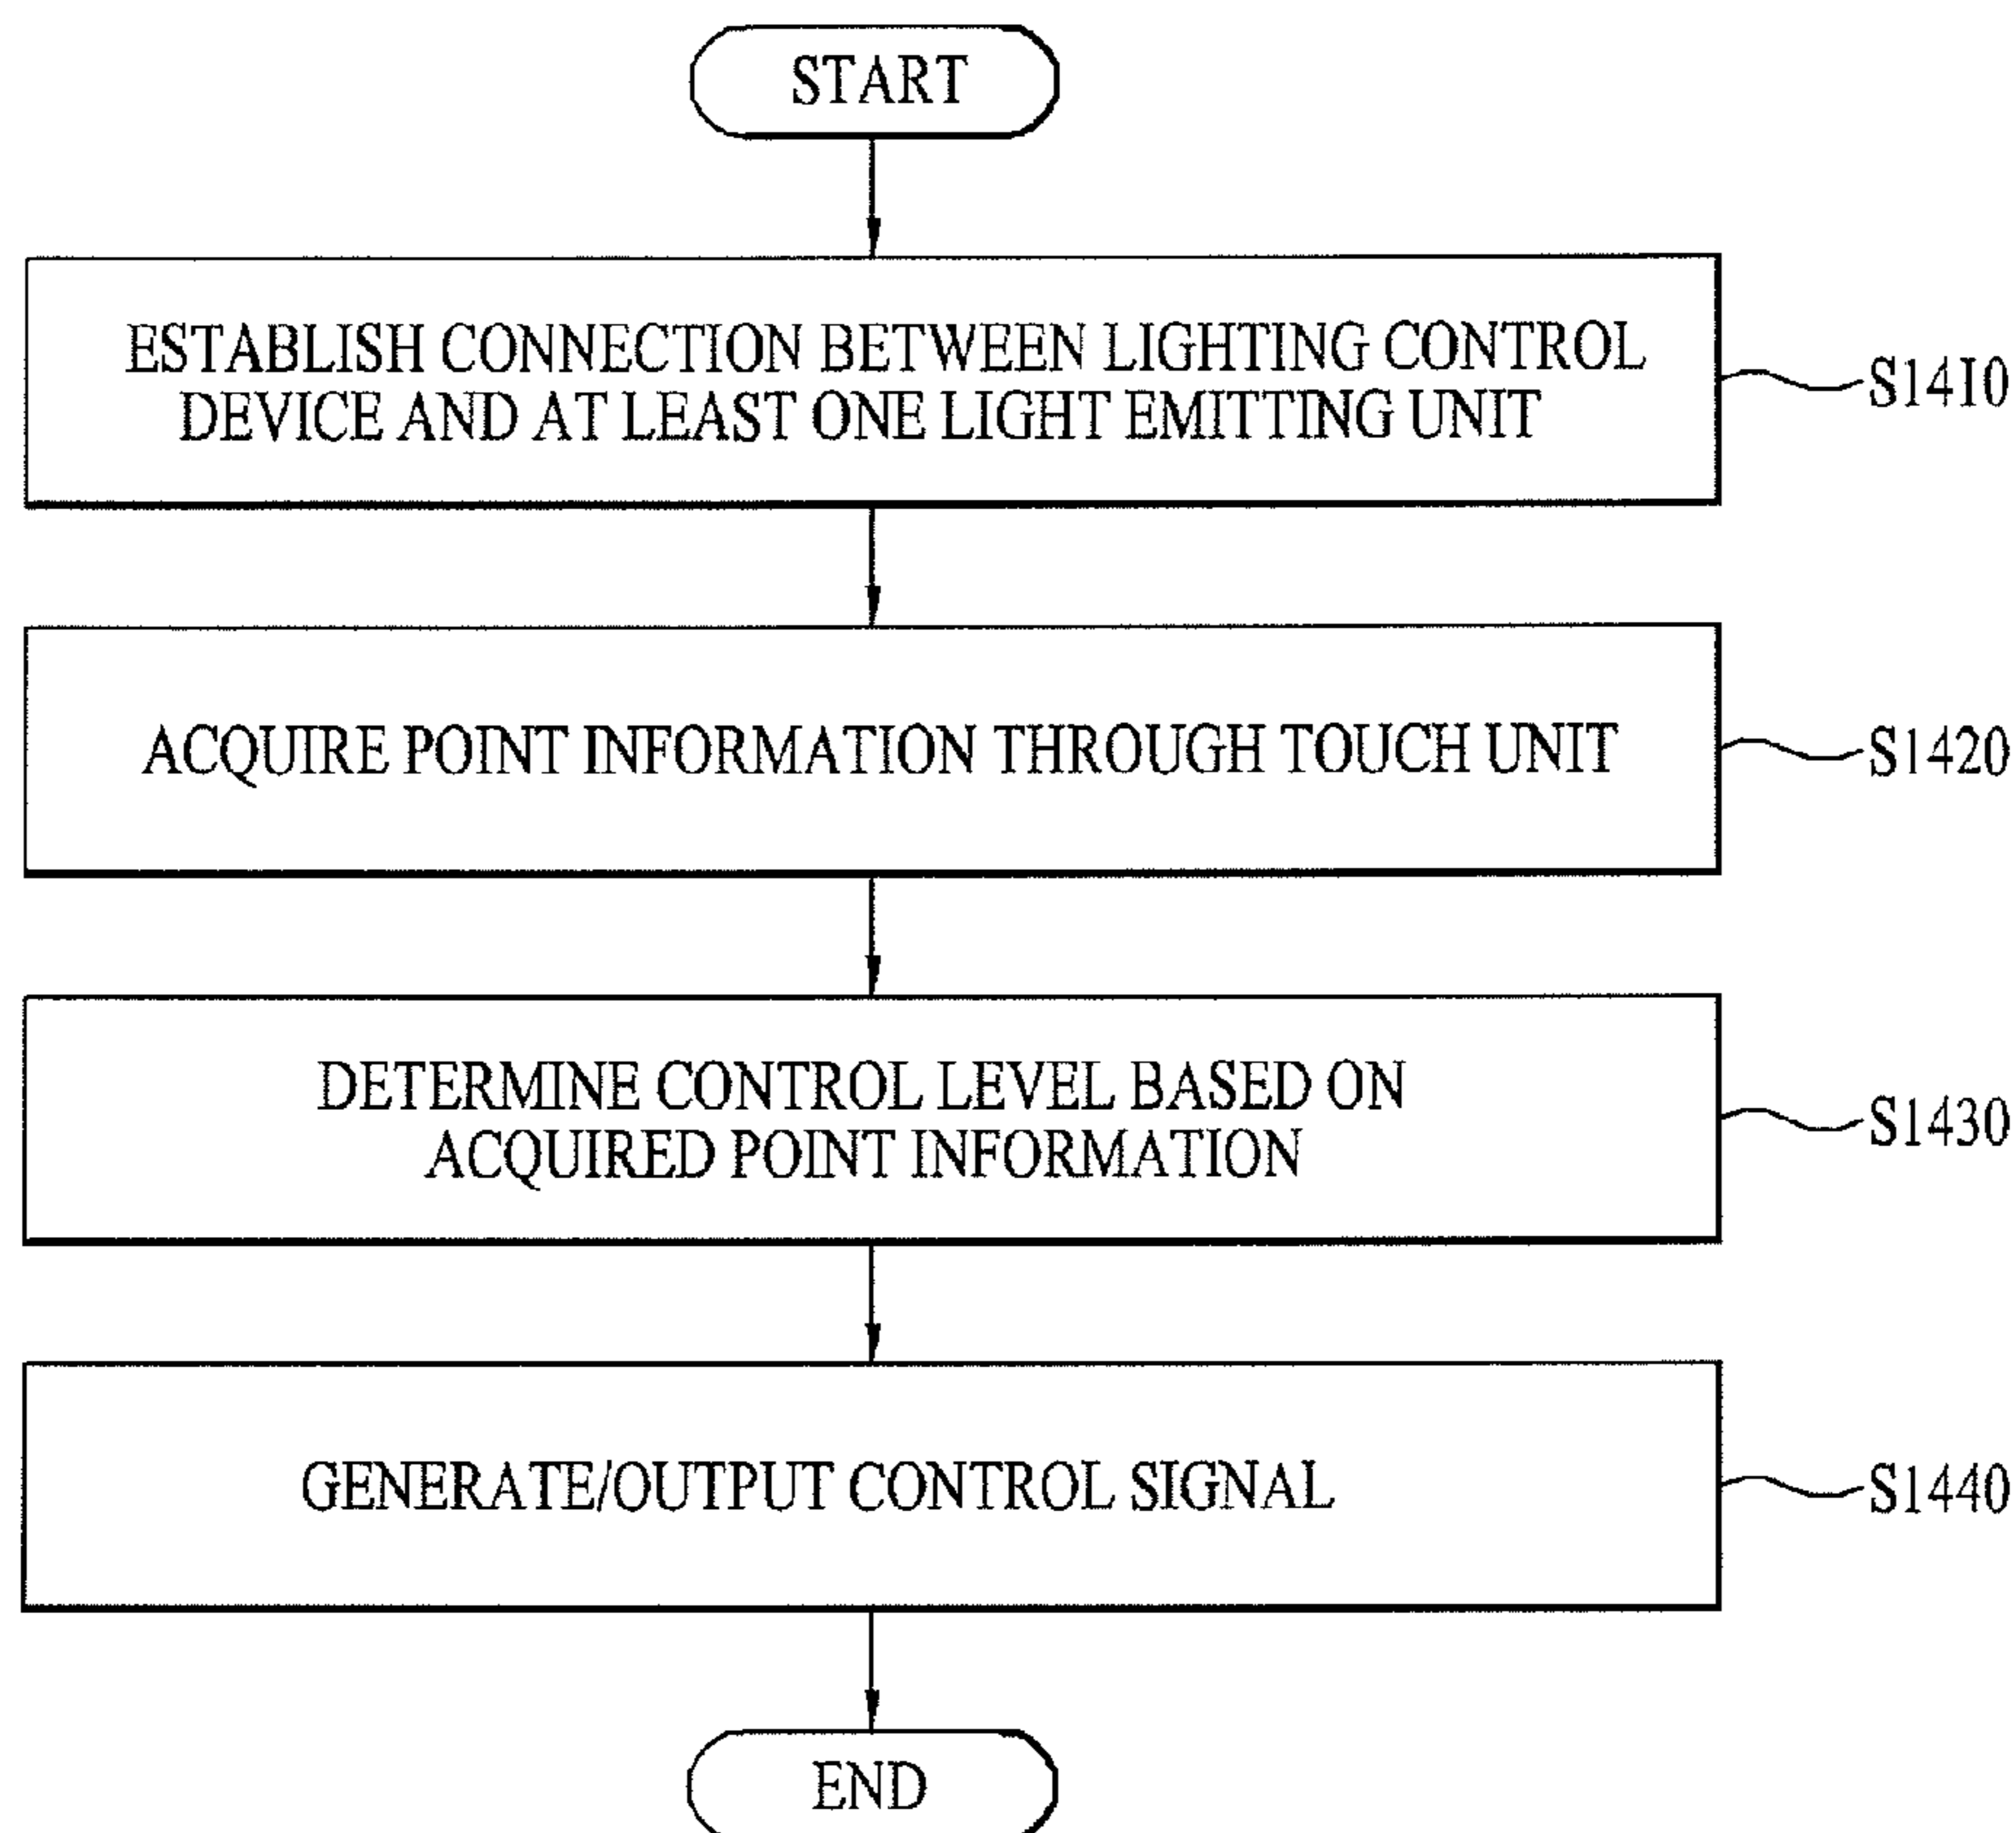 START
ESTABLISH CONNECTION BETWEEN LIGHTING CONTROL
DEVICE AND AT LEAST ONE LIGHT EMITTING UNIT
S1410
ACQUIRE POINT INFORMATION THROUGH TOUCH UNIT
S1420
DETERMINE CONTROL LEVEL BASED ON
ACQUIRED POINT INFORMATION
S1430
GENERATE/OUTPUT CONTROL SIGNAL
S1440
END